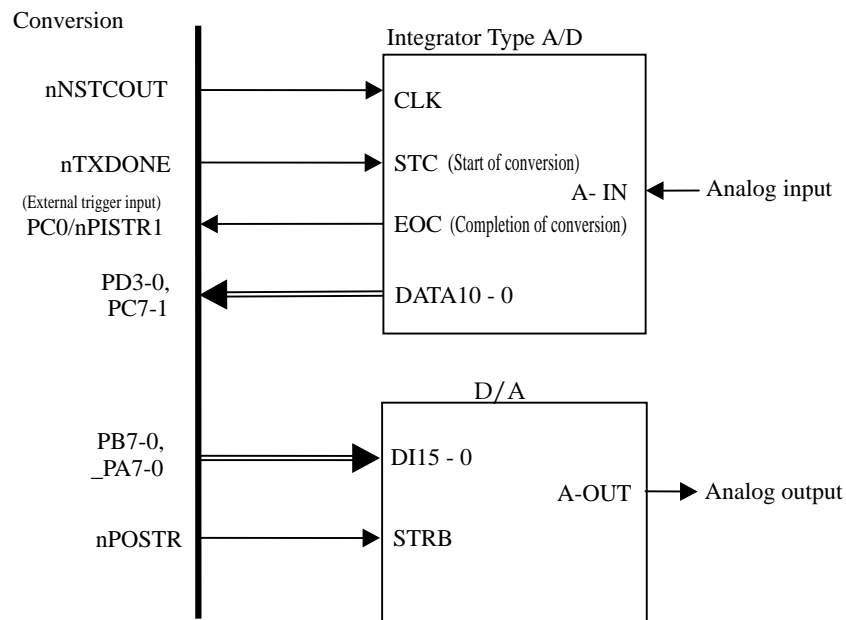 Conversion
Integrator Type A/D
nNSTCOUT
CLK
nTXDONE
STC (Start of conversion)
A- IN
Analog input
(External trigger input)
PC0/nPISTR1
EOC (Completion of conversion)
PD3-0,
PC7-1
DATA10 - 0
D/A
PB7-0,
_PA7-0
DI15 - 0
A-OUT
Analog output
nPOSTR
STRB